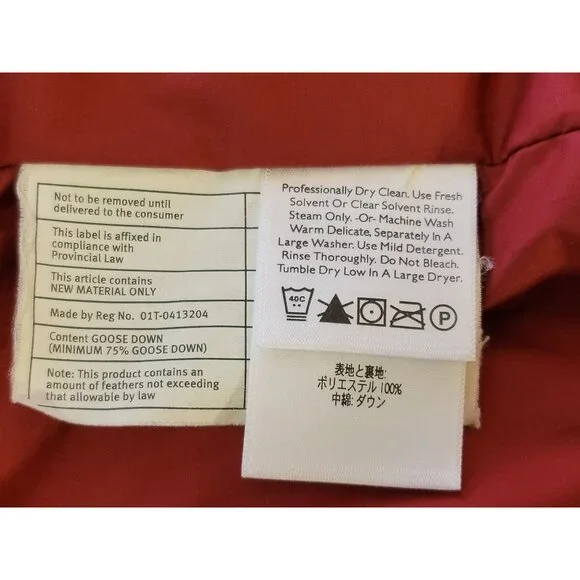 Not to be removed until
delivered to the consumer
This label is affixed in
compliance with
Provincial Law
This article contains
NEW MATERIAL ONLY
Made by Reg No. 01T-0413204
Content GOOSE DOWN
(MINIMUM 75% GOOSE DOWN)
Note: This product contains an
amount of feathers not exceeding
that allowable by law
Professionally Dry Clean. Use Fresh
Solvent Or Clear Solvent Rinse.
Steam Only. -Or- Machine Wash
Warm Delicate, Separately In A
Large Washer. Use Mild Detergent.
Rinse Thoroughly. Do Not Bleach.
Tumble Dry Low In A Large Dryer.
40C
P
表地と裏地:
ポリエステル 100%
中綿: ダウン